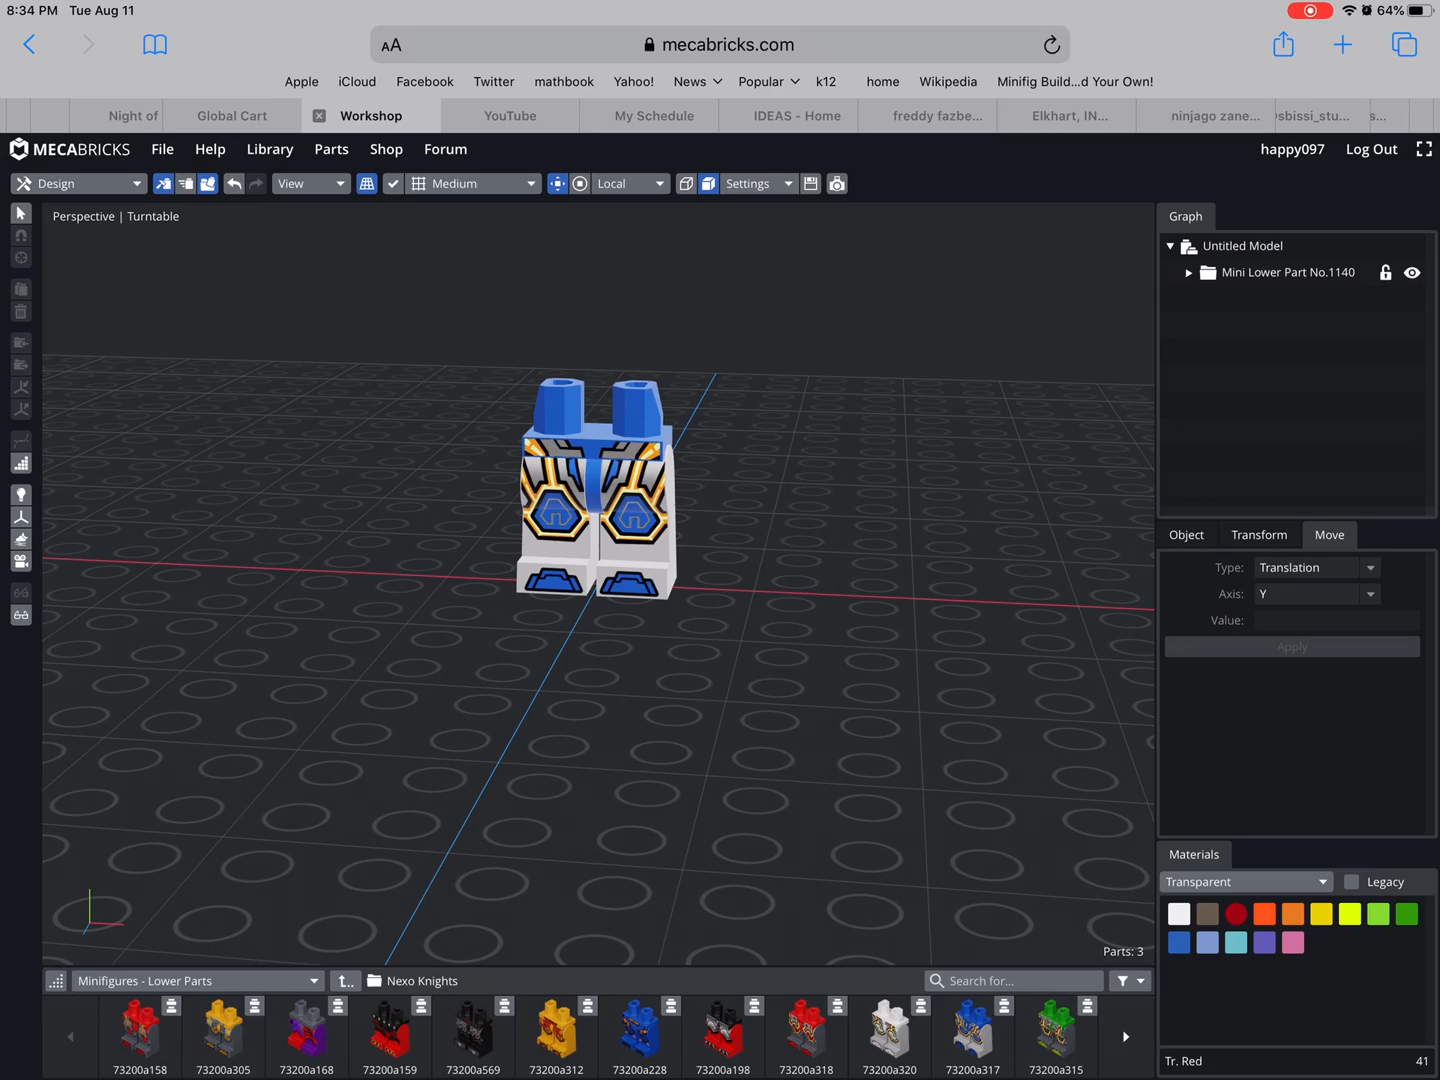 8:34 PM Tue Aug 11
64%
AA
mecabricks.com
Apple iCloud Facebook Twitter mathbook Yahoo! News Popular k12 home Wikipedia Minifig Build...d Your Own!
Night of Global Cart Workshop YouTube My Schedule IDEAS - Home freddy fazbe... Elkhart, IN... ninjago zane... sbissi_stu... s...
MECABRICKS File Help Library Parts Shop Forum happy097 Log Out
Design View Medium Local Settings
Perspective | Turntable
Graph
Untitled Model
Mini Lower Part No.1140
Object Transform Move
Type: Translation
Axis: Y
Value:
Apply
Materials
Transparent Legacy
Tr. Red 41
Parts: 3
Minifigures - Lower Parts Nexo Knights Search for...
73200a158 73200a305 73200a168 73200a159 73200a569 73200a312 73200a228 73200a198 73200a318 73200a320 73200a317 73200a315